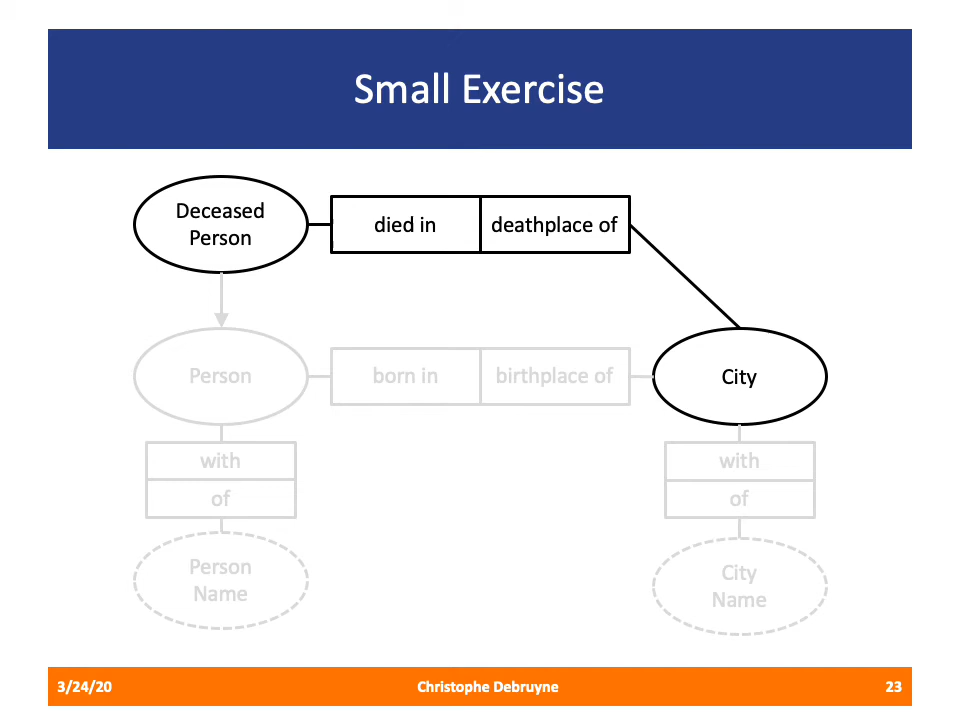 Small Exercise
Deceased
Person
died in
deathplace of
Person
born in
birthplace of
City
with
of
with
of
Person
Name
City
Name
3/24/20
Christophe Debruyne
23